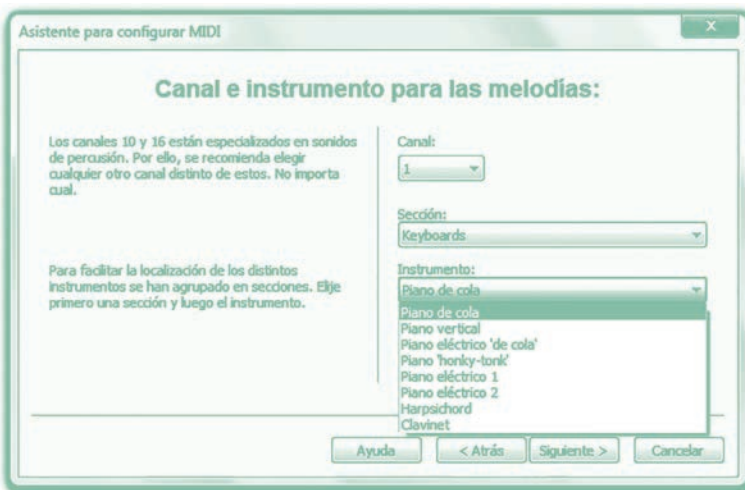 Asistente para configurar MIDI
X
Canal e instrumento para las melodías:
Los canales 10 y 16 están especializados en sonidos
de percusión. Por ello, se recomienda elegir
cualquier otro canal distinto de estos. No importa
cual.
Canal:
1
Sección:
Keyboards
Para facilitar la localización de los distintos
instrumentos se han agrupado en secciones. Elije
primero una sección y luego el instrumento.
Instrumento:
Piano de cola
Piano de cola
Piano vertical
Piano eléctrico 'de cola'
Piano 'honky-tonk'
Piano eléctrico 1
Piano eléctrico 2
Harpsichord
Clavinet
Ayuda
< Atrás
Siguiente >
Cancelar